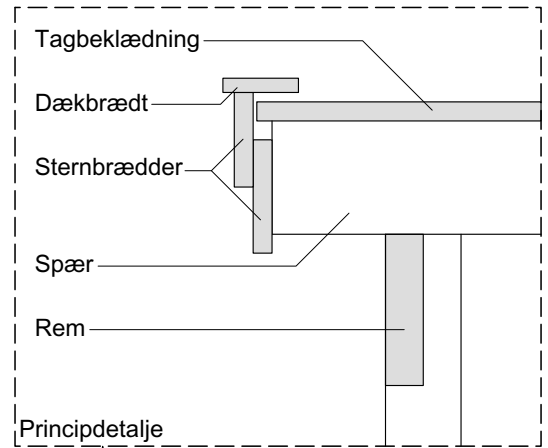 Tagbeklædning
Dækbrædt
Sternbrædder
Spær
Rem
Principdetalje